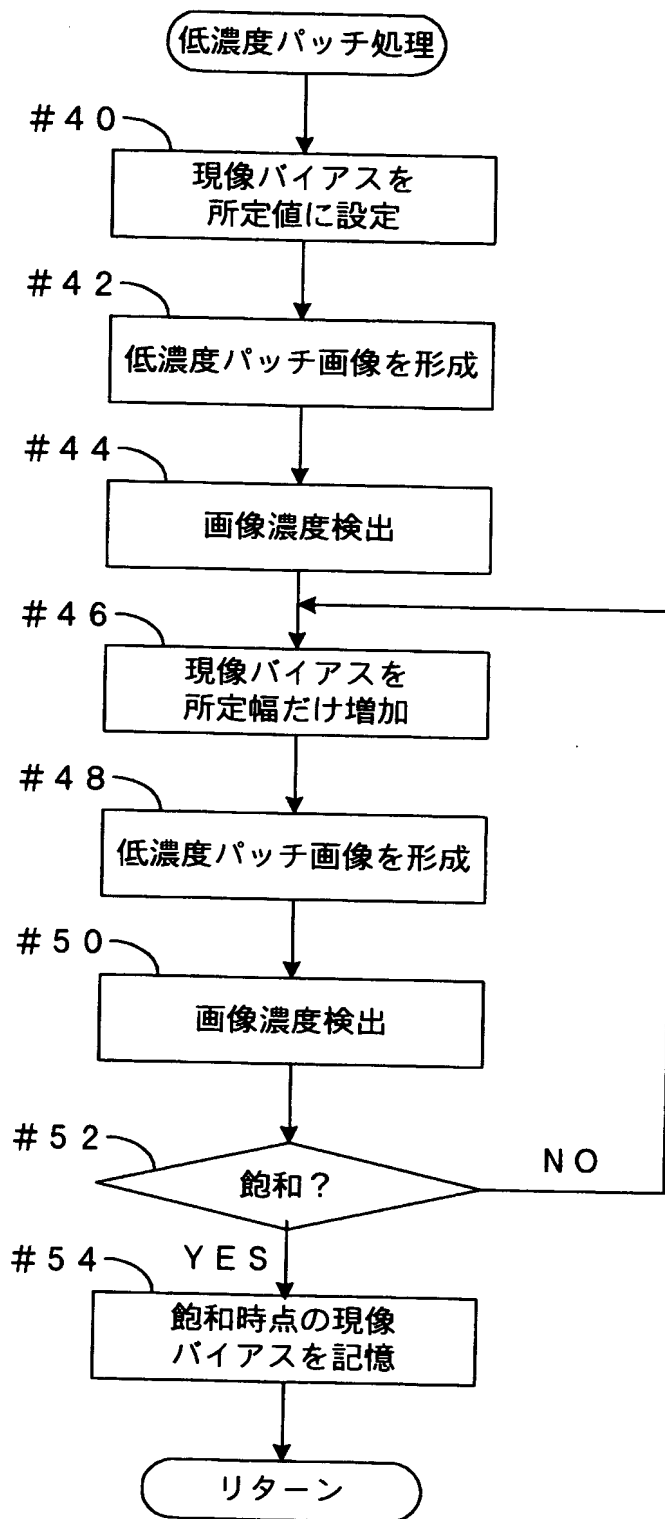 低濃度パッチ処理
#40
現像バイアスを
所定値に設定
#42
低濃度パッチ画像を形成
#44
画像濃度検出
#46
現像バイアスを
所定幅だけ増加
#48
低濃度パッチ画像を形成
#50
画像濃度検出
#52
飽和?
NO
YES
#54
飽和時点の現像
バイアスを記憶
リターン